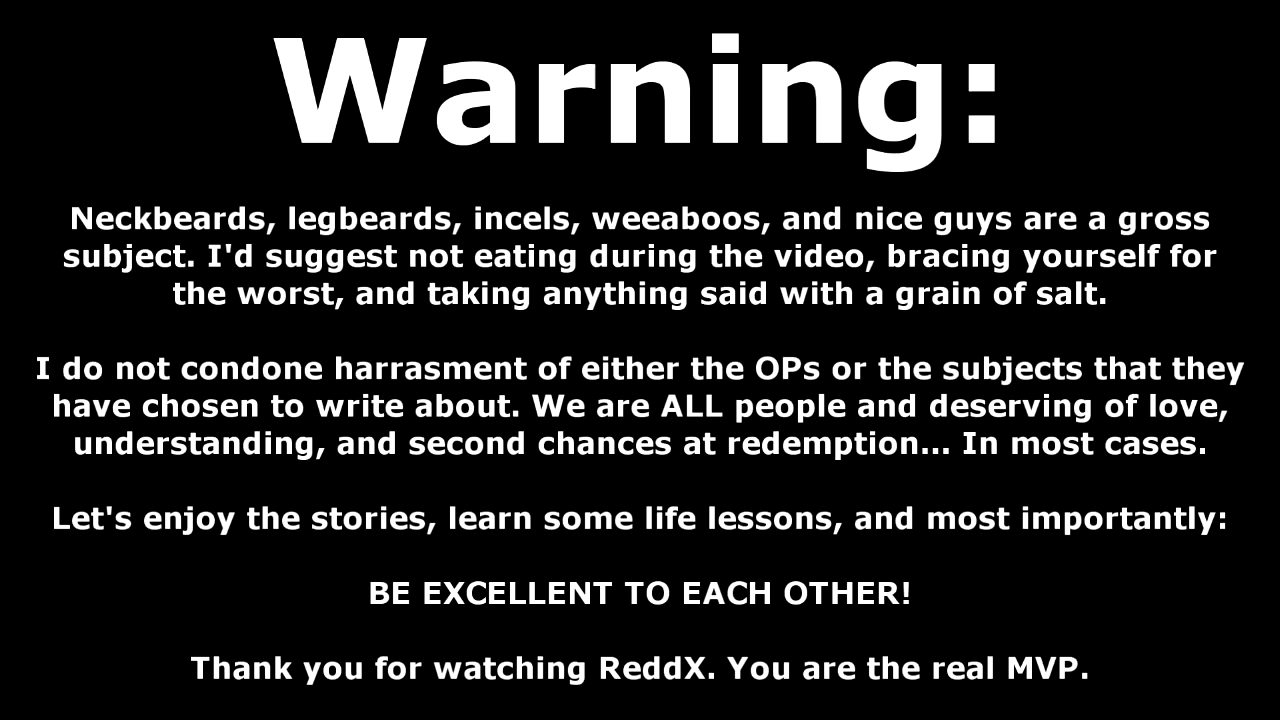 Warning:
Neckbeards, legbeards, incels, weeaboos, and nice guys are a gross
subject. I'd suggest not eating during the video, bracing yourself for
the worst, and taking anything said with a grain of salt.
I do not condone harrasment of either the OPs or the subjects that they
have chosen to write about. We are ALL people and deserving of love,
understanding, and second chances at redemption... In most cases.
Let's enjoy the stories, learn some life lessons, and most importantly:
BE EXCELLENT TO EACH OTHER!
Thank you for watching ReddX. You are the real MVP.